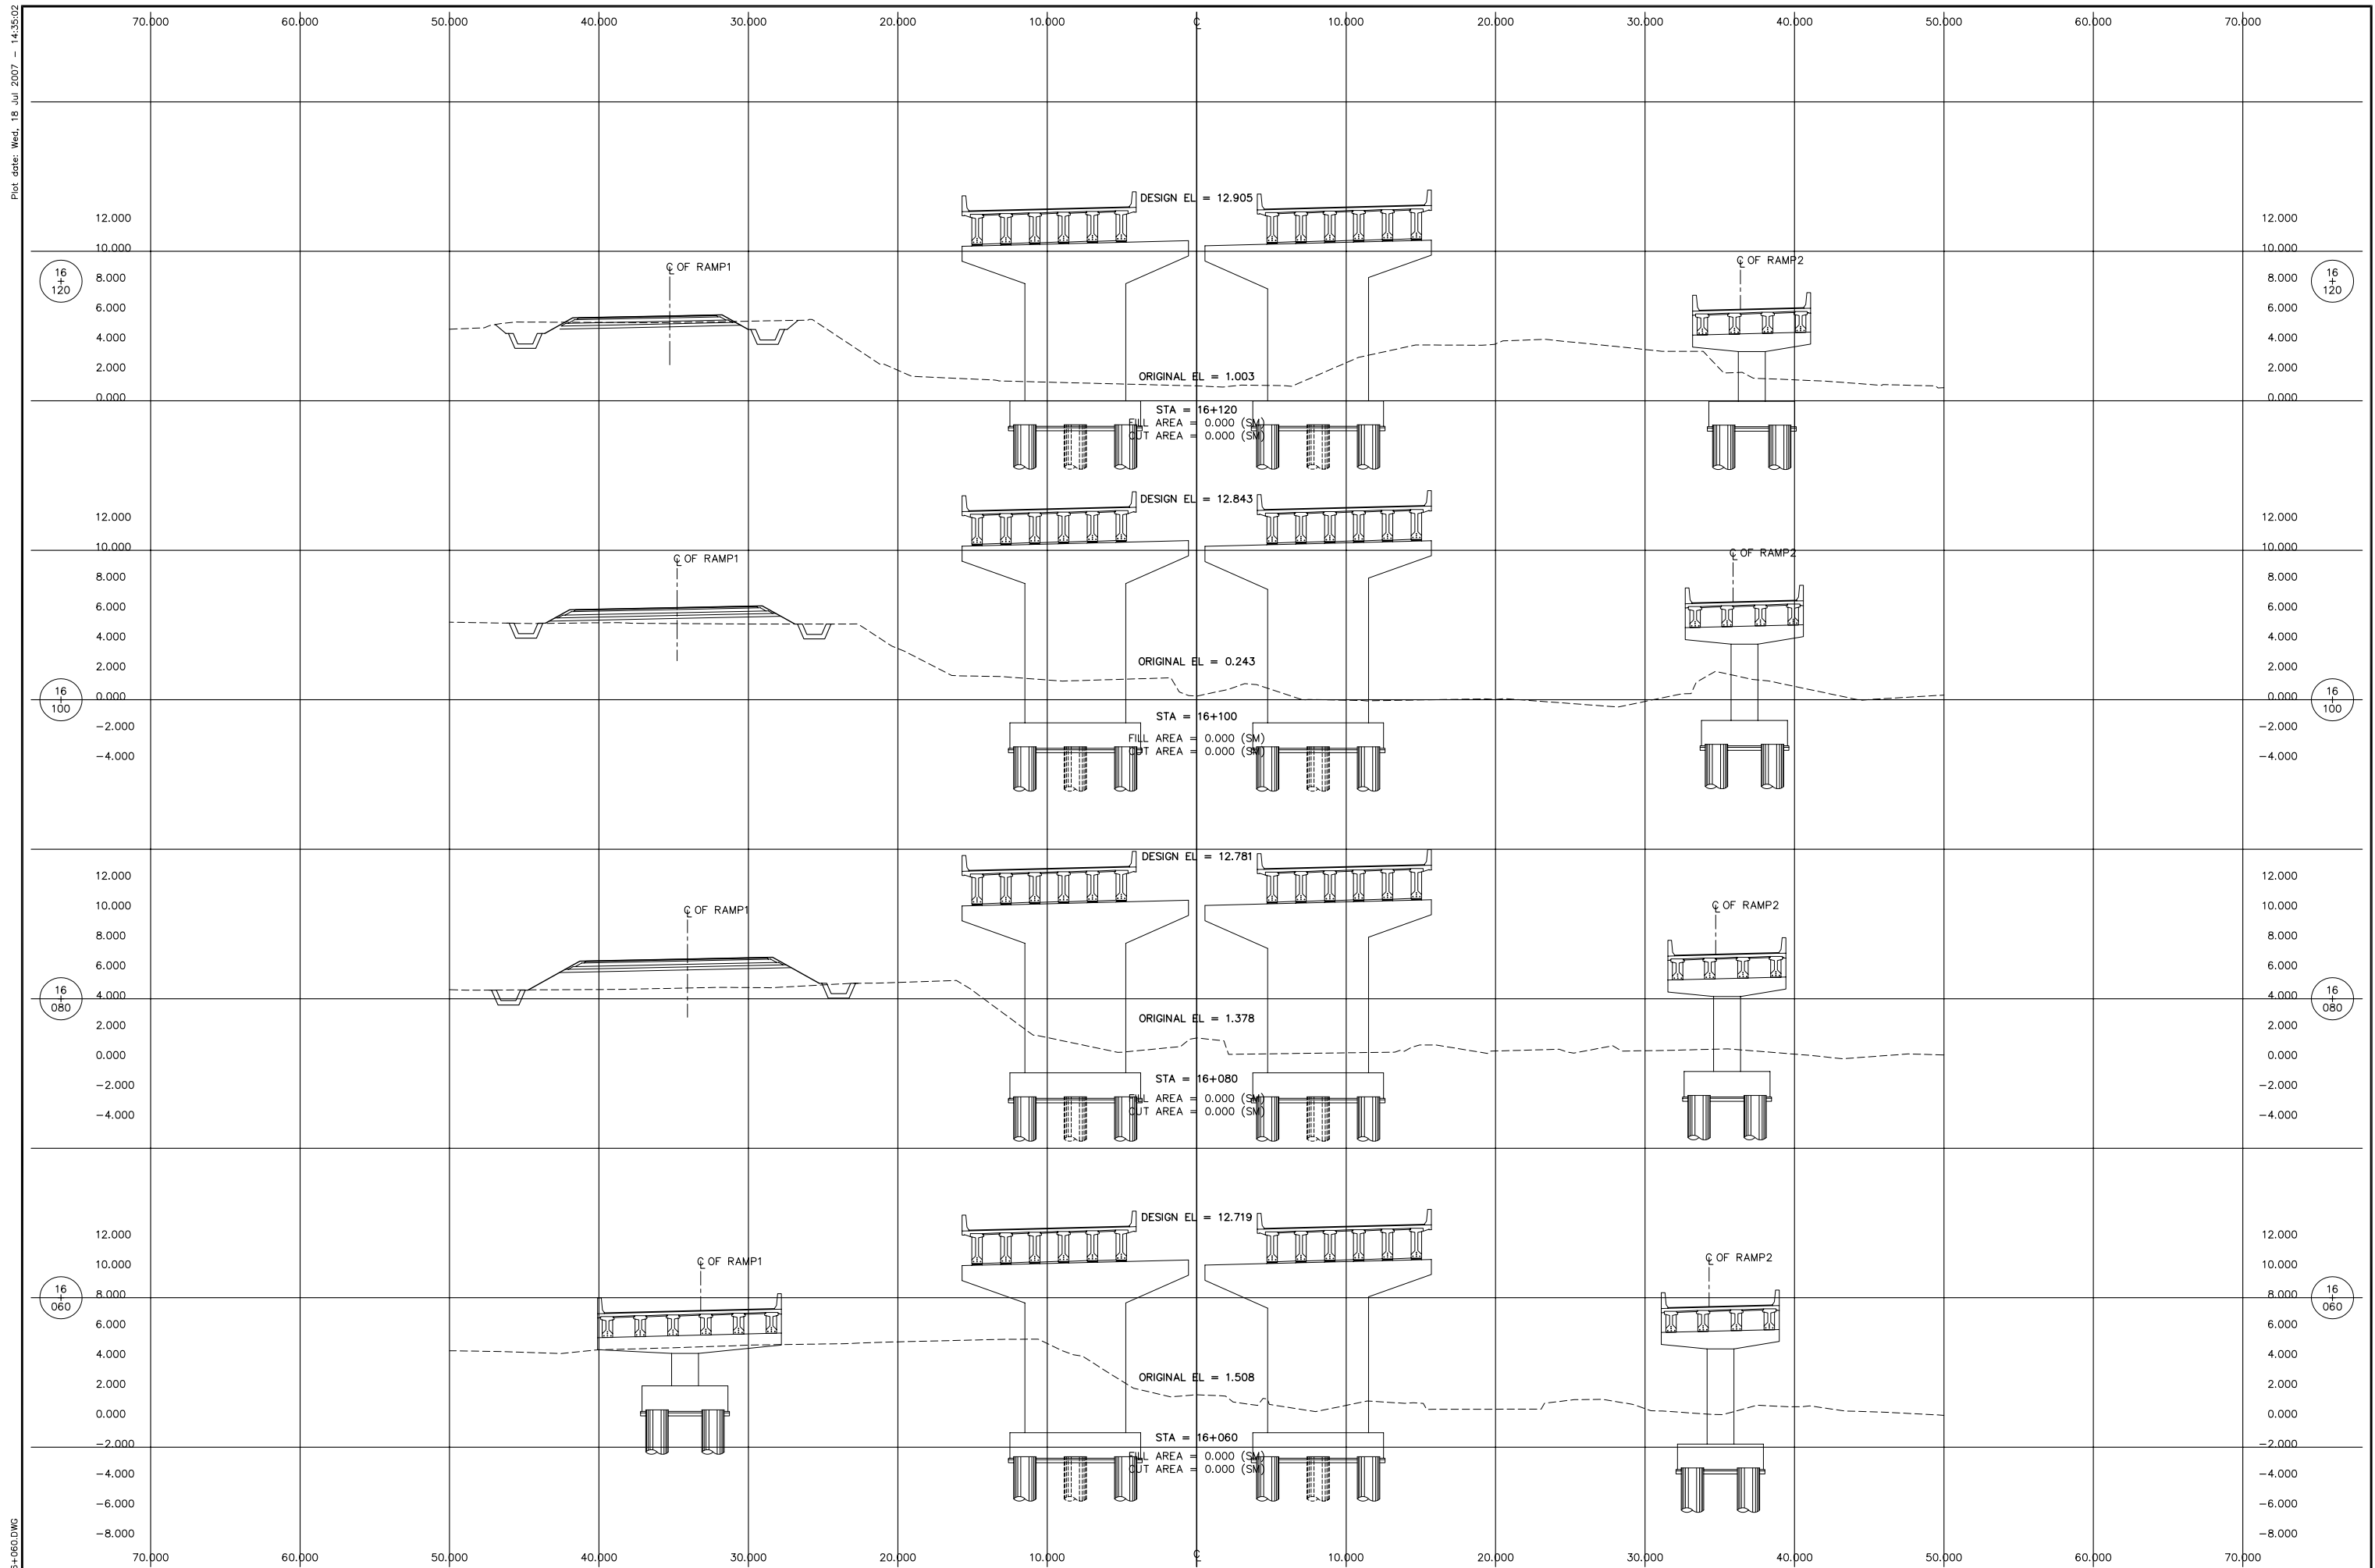 Plot date: Wed, 18 Jul 2007 - 14:35:02
70.000 60.000 50.000 40.000 30.000 20.000 10.000 ℄ 10.000 20.000 30.000 40.000 50.000 60.000 70.000
DESIGN EL = 12.905
12.000 12.000
10.000 10.000
℄ OF RAMP1 ℄ OF RAMP2
16
+
120
16
+
120
8.000 8.000
6.000 6.000
4.000 4.000
2.000 2.000
ORIGINAL EL = 1.003
0.000 0.000
STA = 16+120
FILL AREA = 0.000 (SM)
CUT AREA = 0.000 (SM)
DESIGN EL = 12.843
12.000 12.000
10.000 10.000
℄ OF RAMP1 ℄ OF RAMP2
8.000 8.000
6.000 6.000
4.000 4.000
ORIGINAL EL = 0.243
2.000 2.000
16
+
100
16
+
100
0.000 0.000
STA = 16+100
-2.000 -2.000
FILL AREA = 0.000 (SM)
CUT AREA = 0.000 (SM)
-4.000 -4.000
DESIGN EL = 12.781
12.000 12.000
10.000 10.000
℄ OF RAMP1 ℄ OF RAMP2
8.000 8.000
6.000 6.000
16
+
080
16
+
080
4.000 4.000
ORIGINAL EL = 1.378
2.000 2.000
0.000 0.000
STA = 16+080
-2.000 -2.000
FILL AREA = 0.000 (SM)
CUT AREA = 0.000 (SM)
-4.000 -4.000
DESIGN EL = 12.719
12.000 12.000
℄ OF RAMP1 ℄ OF RAMP2
10.000 10.000
16
+
060
16
+
060
8.000 8.000
6.000 6.000
4.000 4.000
ORIGINAL EL = 1.508
2.000 2.000
0.000 0.000
STA = 16+060
-2.000 -2.000
FILL AREA = 0.000 (SM)
CUT AREA = 0.000 (SM)
-4.000 -4.000
-6.000 -6.000
-8.000 -8.000
6+060.DWG
70.000 60.000 50.000 40.000 30.000 20.000 10.000 ℄ 10.000 20.000 30.000 40.000 50.000 60.000 70.000